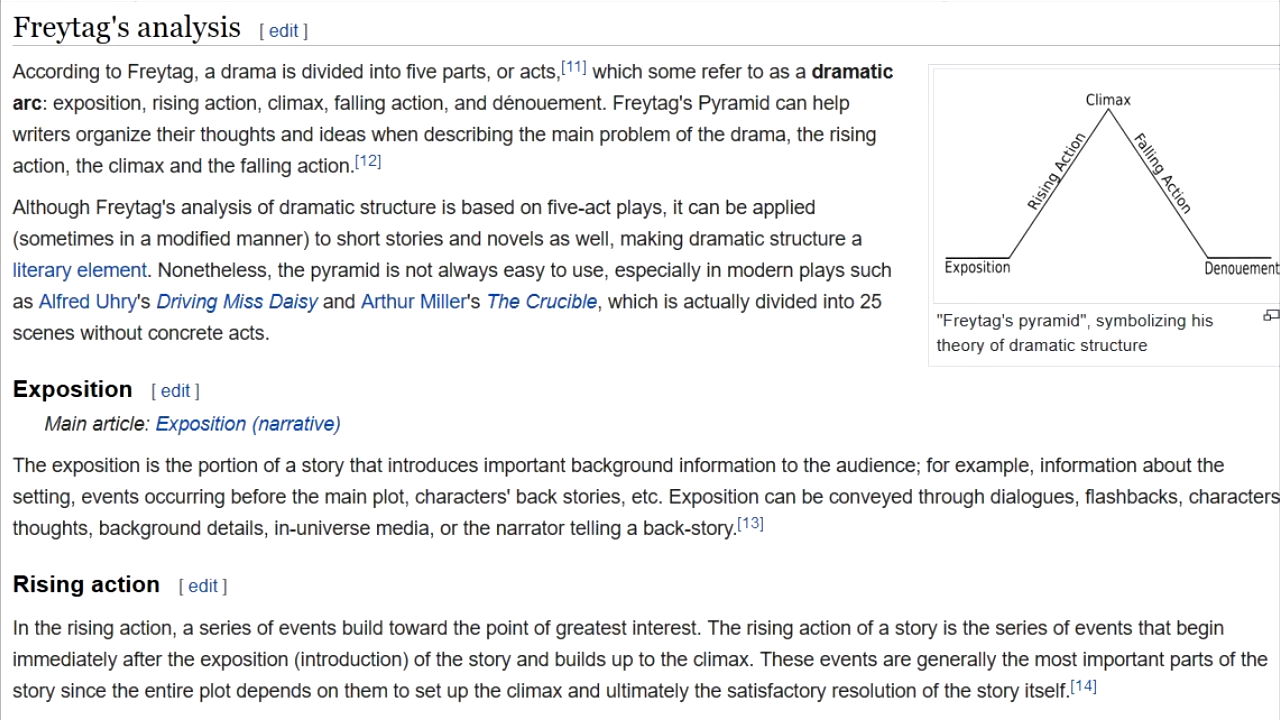 Freytag's analysis [ edit ]
According to Freytag, a drama is divided into five parts, or acts,[11] which some refer to as a dramatic
arc: exposition, rising action, climax, falling action, and dénouement. Freytag's Pyramid can help
writers organize their thoughts and ideas when describing the main problem of the drama, the rising
action, the climax and the falling action.[12]
Although Freytag's analysis of dramatic structure is based on five-act plays, it can be applied
(sometimes in a modified manner) to short stories and novels as well, making dramatic structure a
literary element. Nonetheless, the pyramid is not always easy to use, especially in modern plays such
as Alfred Uhry's Driving Miss Daisy and Arthur Miller's The Crucible, which is actually divided into 25
scenes without concrete acts.
Climax
Rising Action
Falling Action
Exposition
Denouement
"Freytag's pyramid", symbolizing his
theory of dramatic structure
Exposition [ edit ]
Main article: Exposition (narrative)
The exposition is the portion of a story that introduces important background information to the audience; for example, information about the
setting, events occurring before the main plot, characters' back stories, etc. Exposition can be conveyed through dialogues, flashbacks, characters
thoughts, background details, in-universe media, or the narrator telling a back-story.[13]
Rising action [ edit ]
In the rising action, a series of events build toward the point of greatest interest. The rising action of a story is the series of events that begin
immediately after the exposition (introduction) of the story and builds up to the climax. These events are generally the most important parts of the
story since the entire plot depends on them to set up the climax and ultimately the satisfactory resolution of the story itself.[14]